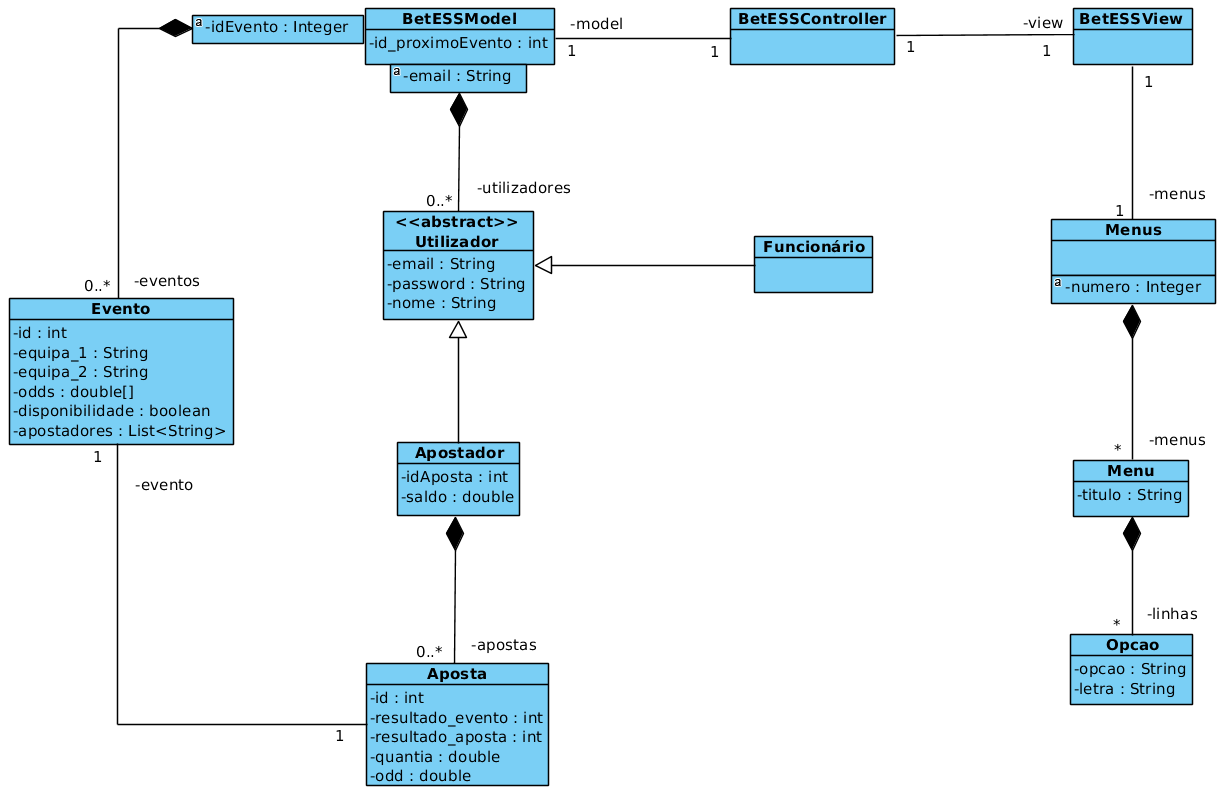 a -idEvento : Integer
BetESSModel
-id_proximoEvento : int
a -email : String
-model
1
1
BetESSController
1
-view
1
BetESSView
1
-menus
1
Menus
a -numero : Integer
-utilizadores
0..*
<<abstract>>
Utilizador
-email : String
-password : String
-nome : String
Funcionário
-eventos
0..*
Evento
-id : int
-equipa_1 : String
-equipa_2 : String
-odds : double[]
-disponibilidade : boolean
-apostadores : List<String>
1
-evento
Apostador
-idAposta : int
-saldo : double
-menus
*
Menu
-titulo : String
-linhas
*
Opcao
-opcao : String
-letra : String
-apostas
0..*
Aposta
-id : int
-resultado_evento : int
-resultado_aposta : int
-quantia : double
-odd : double
1